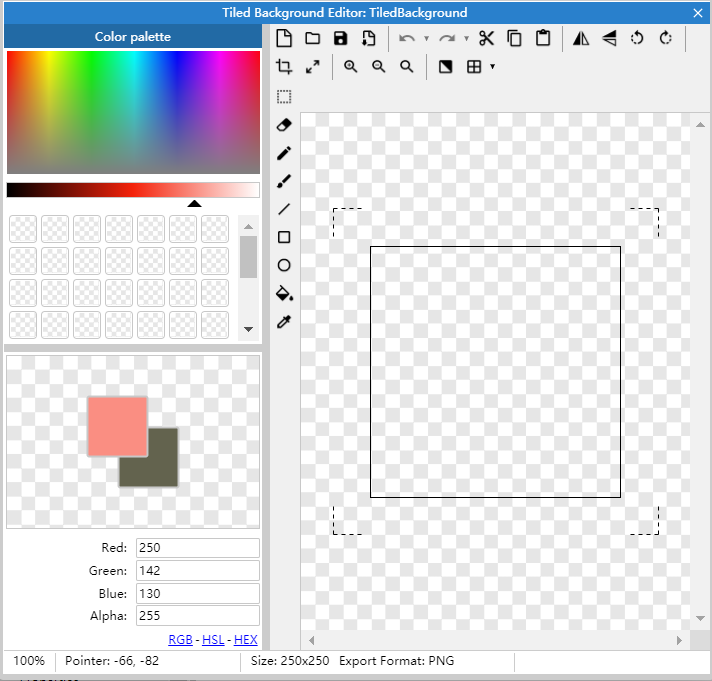 Tiled Background Editor: TiledBackground
Color palette
Red: 250
Green: 142
Blue: 130
Alpha: 255
RGB - HSL - HEX
100% Pointer: -66, -82 Size: 250x250 Export Format: PNG